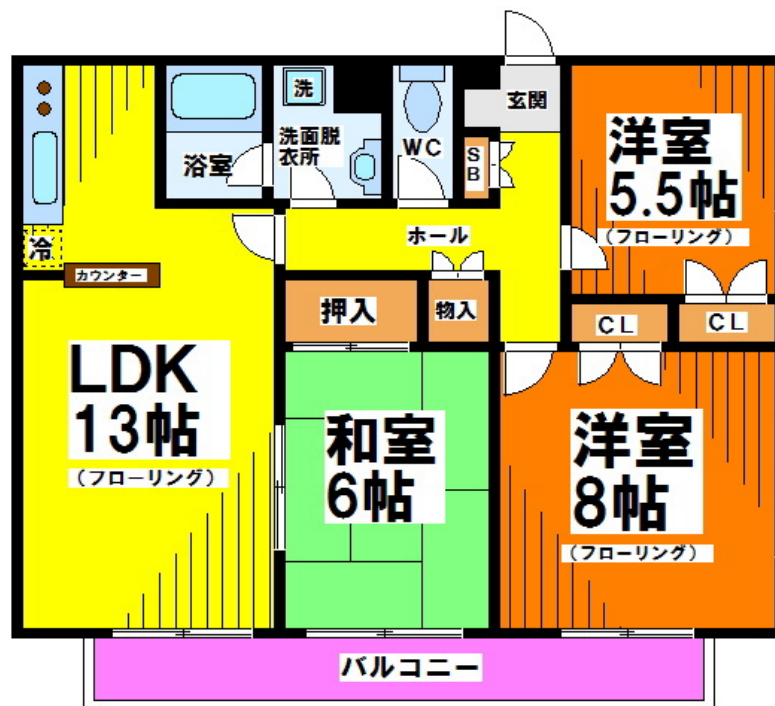 洗
洗面脱
衣所
浴室
WC
SB
玄関
洋室
5.5帖
(フローリング)
冷
カウンター
ホール
押入
物入
CL
CL
LDK
13帖
(フローリング)
和室
6帖
洋室
8帖
(フローリング)
バルコニー